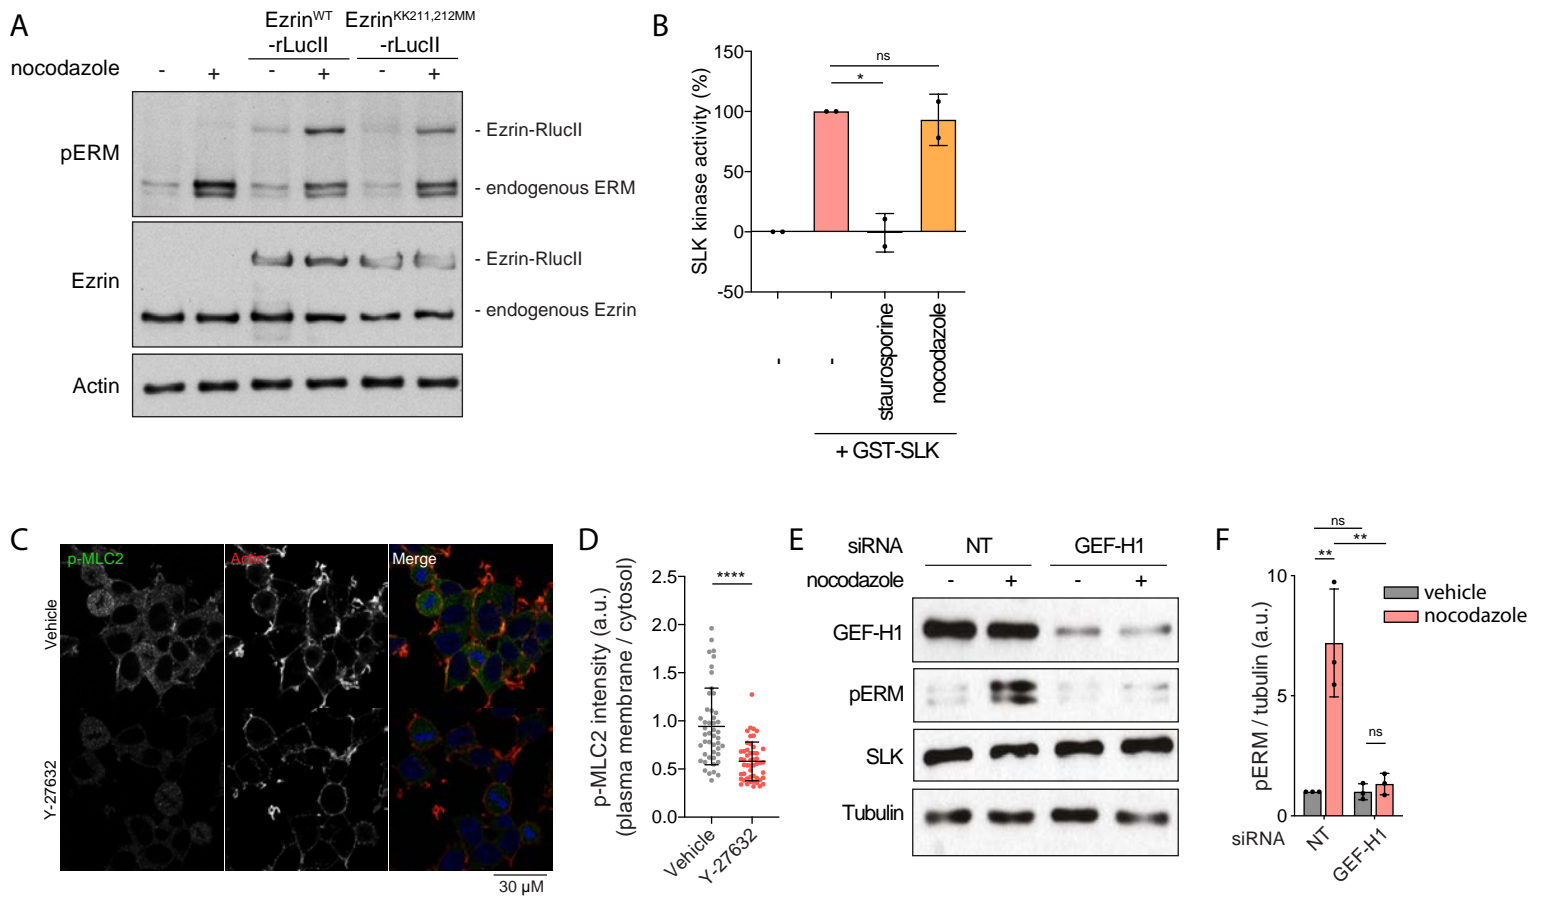 A
Ezrin^WT Ezrin^KK211,212MM
-rLucII -rLucII
nocodazole - + - + - +
pERM
- Ezrin-RlucII
- endogenous ERM
Ezrin
- Ezrin-RlucII
- endogenous Ezrin
Actin
B
SLK kinase activity (%)
150
100
50
0
-50
ns
*
- - staurosporine nocodazole
+ GST-SLK
C
p-MLC2 Actin Merge
Vehicle
Y-27632
30 µM
D
p-MLC2 intensity (a.u.)
(plasma membrane / cytosol)
2.5
2.0
1.5
1.0
0.5
0.0
****
Vehicle
Y-27632
E
siRNA NT GEF-H1
nocodazole - + - +
GEF-H1
pERM
SLK
Tubulin
F
pERM / tubulin (a.u.)
10
5
0
ns
**
**
ns
vehicle
nocodazole
siRNA NT GEF-H1